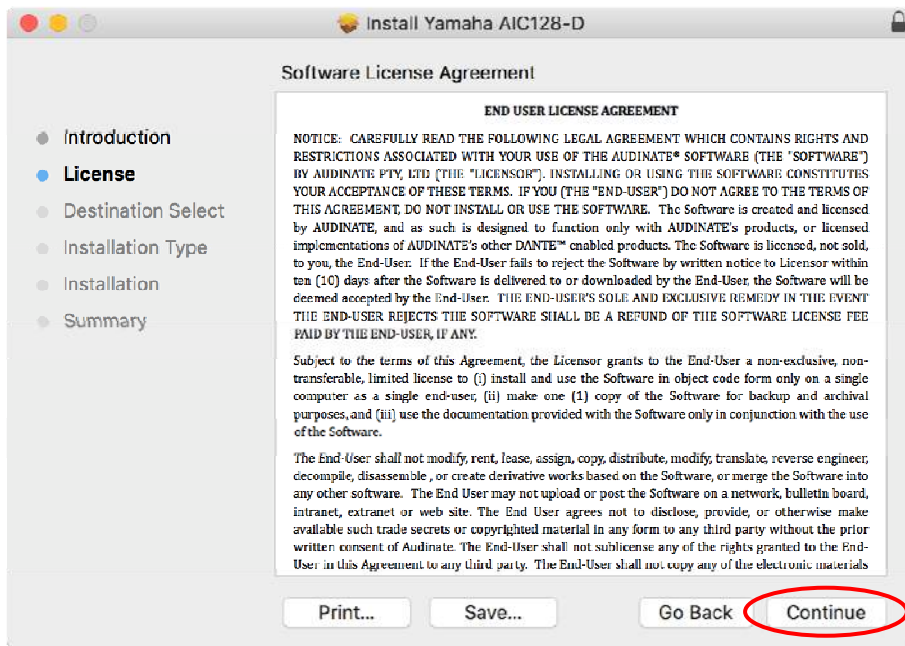 Install Yamaha AIC128-D
Software License Agreement
Introduction
License
Destination Select
Installation Type
Installation
Summary
END USER LICENSE AGREEMENT
NOTICE: CAREFULLY READ THE FOLLOWING LEGAL AGREEMENT WHICH CONTAINS RIGHTS AND
RESTRICTIONS ASSOCIATED WITH YOUR USE OF THE AUDINATE® SOFTWARE (THE "SOFTWARE")
BY AUDINATE PTY, LTD (THE "LICENSOR"). INSTALLING OR USING THE SOFTWARE CONSTITUTES
YOUR ACCEPTANCE OF THESE TERMS. IF YOU (THE "END-USER") DO NOT AGREE TO THE TERMS OF
THIS AGREEMENT, DO NOT INSTALL OR USE THE SOFTWARE. The Software is created and licensed
by AUDINATE, and as such is designed to function only with AUDINATE's products, or licensed
implementations of AUDINATE's other DANTE™ enabled products. The Software is licensed, not sold,
to you, the End-User. If the End-User fails to reject the Software by written notice to Licensor within
ten (10) days after the Software is delivered to or downloaded by the End-User, the Software will be
deemed accepted by the End-User. THE END-USER'S SOLE AND EXCLUSIVE REMEDY IN THE EVENT
THE END-USER REJECTS THE SOFTWARE SHALL BE A REFUND OF THE SOFTWARE LICENSE FEE
PAID BY THE END-USER, IF ANY.
Subject to the terms of this Agreement, the Licensor grants to the End-User a non-exclusive, non-
transferable, limited license to (i) install and use the Software in object code form only on a single
computer as a single end-user, (ii) make one (1) copy of the Software for backup and archival
purposes, and (iii) use the documentation provided with the Software only in conjunction with the use
of the Software.
The End-User shall not modify, rent, lease, assign, copy, distribute, modify, translate, reverse engineer,
decompile, disassemble , or create derivative works based on the Software, or merge the Software into
any other software. The End User may not upload or post the Software on a network, bulletin board,
intranet, extranet or web site. The End User agrees not to disclose, provide, or otherwise make
available such trade secrets or copyrighted material in any form to any third party without the prior
written consent of Audinate. The End-User shall not sublicense any of the rights granted to the End-
User in this Agreement to any third party. The End-User shall not copy any of the electronic materials
Print...
Save...
Go Back
Continue